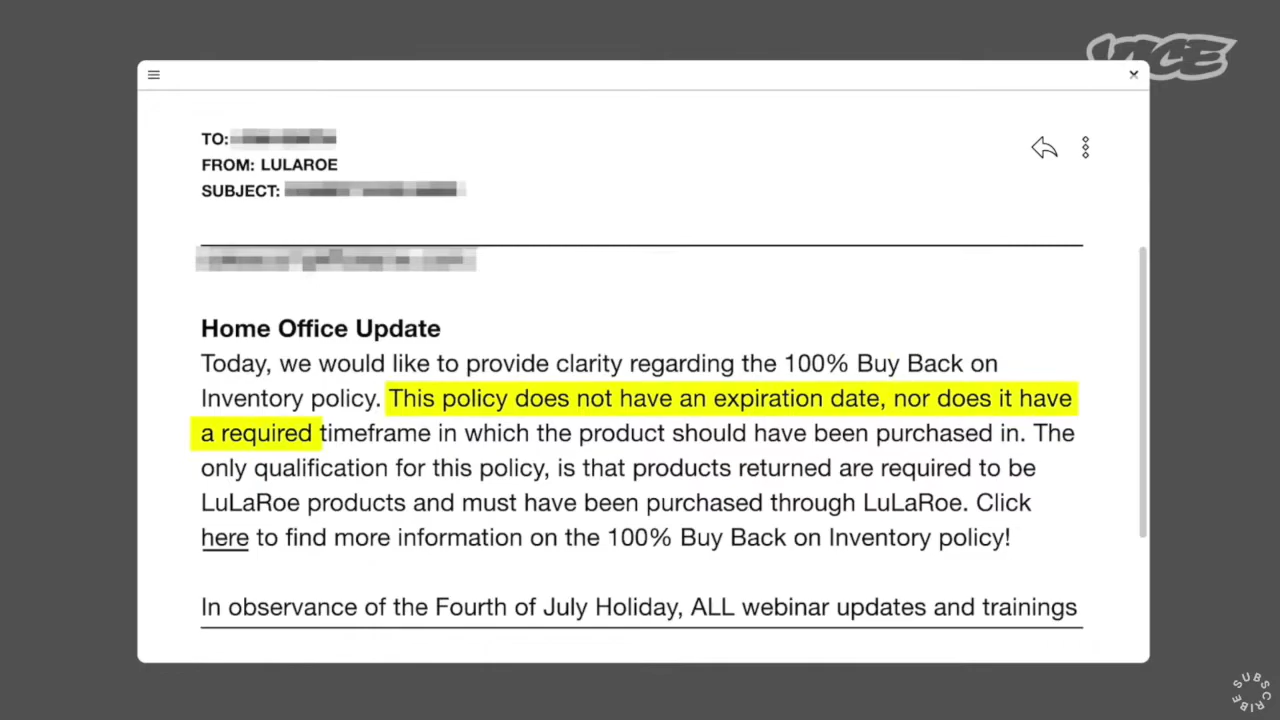 VICE
TO:
FROM: LULAROE
SUBJECT:
Home Office Update
Today, we would like to provide clarity regarding the 100% Buy Back on
Inventory policy. This policy does not have an expiration date, nor does it have
a required timeframe in which the product should have been purchased in. The
only qualification for this policy, is that products returned are required to be
LuLaRoe products and must have been purchased through LuLaRoe. Click
here to find more information on the 100% Buy Back on Inventory policy!
In observance of the Fourth of July Holiday, ALL webinar updates and trainings
SUBSCRIBE